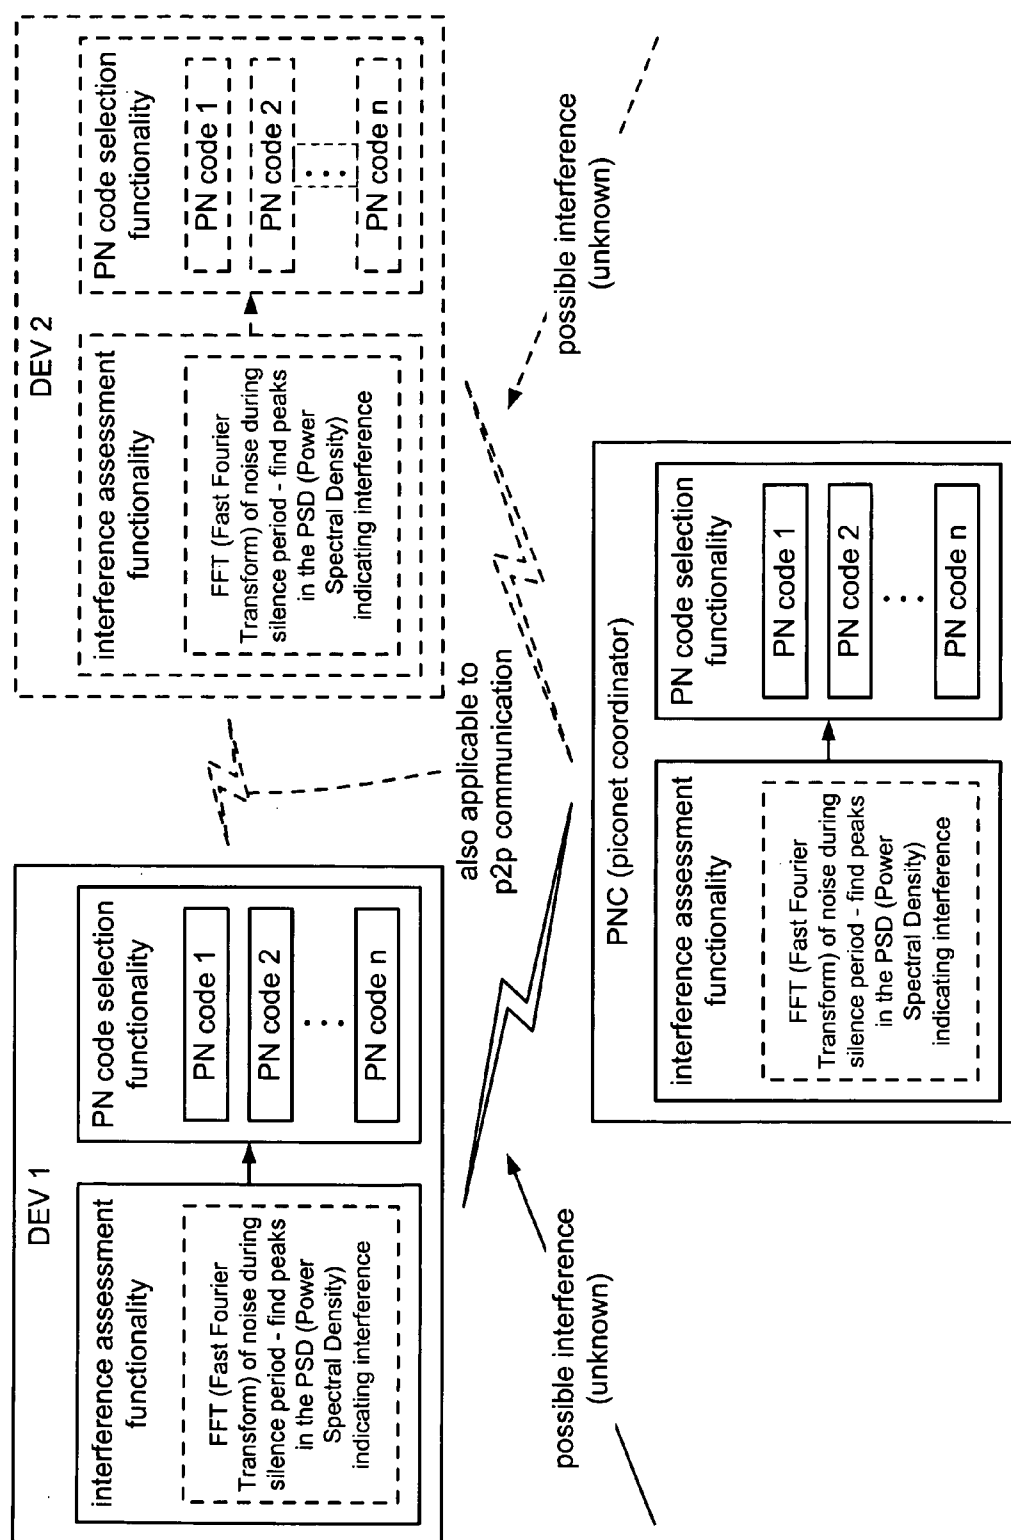 DEV 1
interference assessment
functionality
FFT (Fast Fourier
Transform) of noise during
silence period - find peaks
in the PSD (Power
Spectral Density)
indicating interference
PN code selection
functionality
PN code 1
PN code 2
...
PN code n
DEV 2
interference assessment
functionality
FFT (Fast Fourier
Transform) of noise during
silence period - find peaks
in the PSD (Power
Spectral Density)
indicating interference
PN code selection
functionality
PN code 1
PN code 2
...
PN code n
also applicable to
p2p communication
possible interference
(unknown)
possible interference
(unknown)
PNC (piconet coordinator)
interference assessment
functionality
FFT (Fast Fourier
Transform) of noise during
silence period - find peaks
in the PSD (Power
Spectral Density)
indicating interference
PN code selection
functionality
PN code 1
PN code 2
...
PN code n